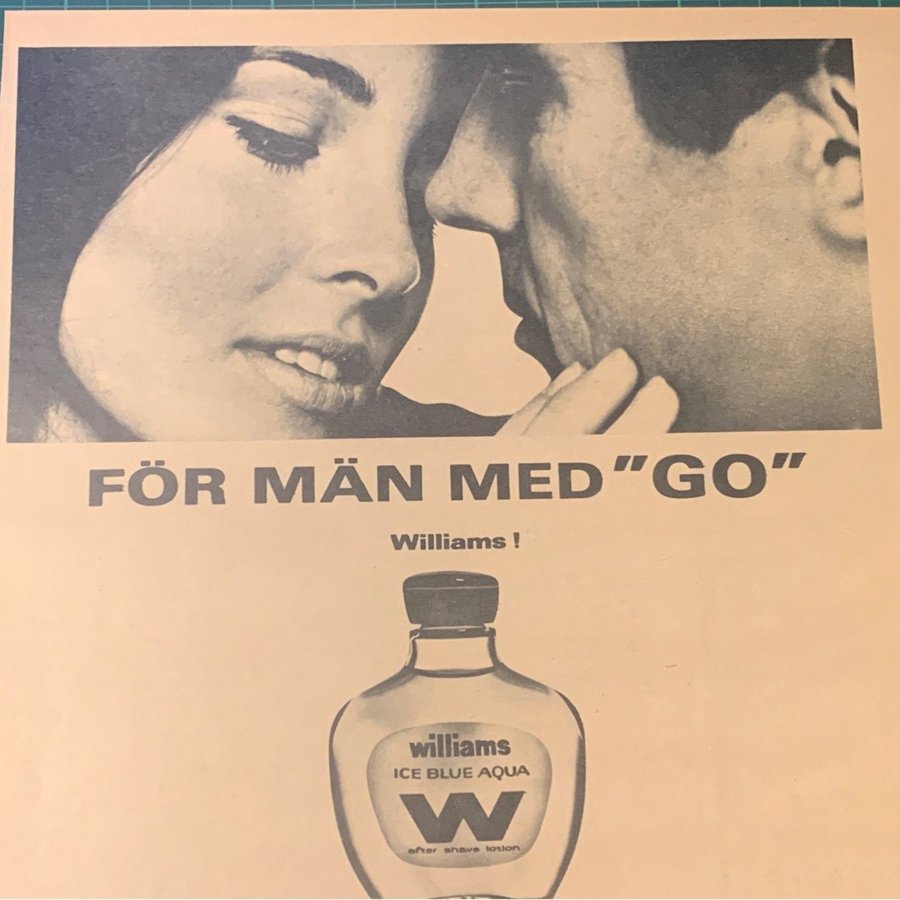 FÖR MÄN MED "GO"
Williams !
williams
ICE BLUE AQUA
W
after shave lotion